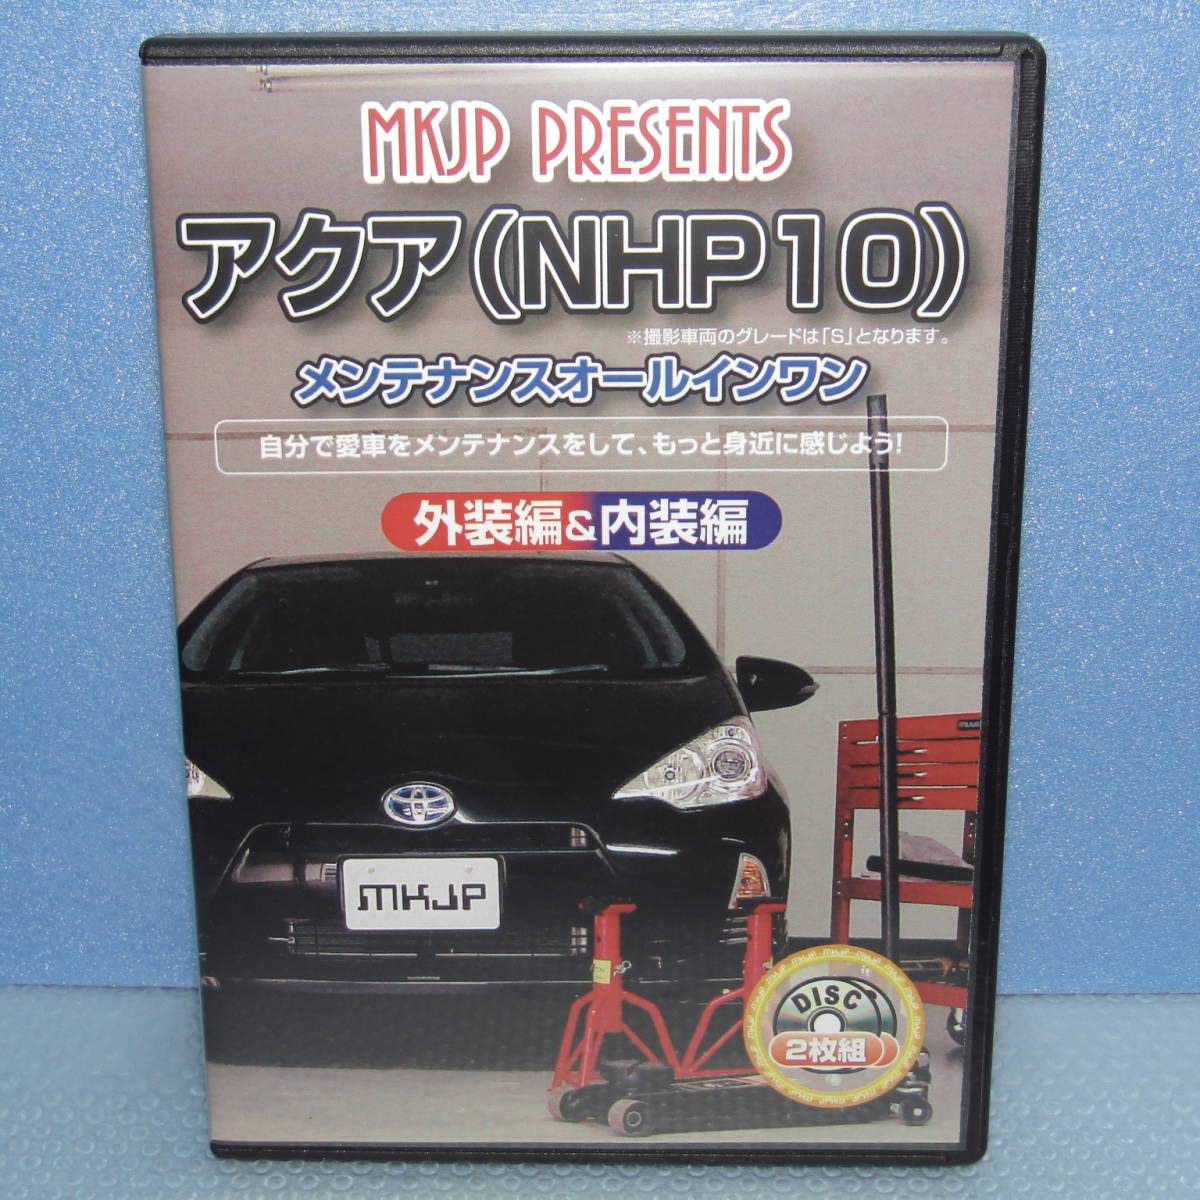 MKJP PRESENTS
アクア(NHP10)
※撮影車両のグレードは「S」となります。
メンテナンスオールインワン
自分で愛車をメンテナンスをして、もっと身近に感じよう!
外装編&内装編
MKJP
DISC
2枚組